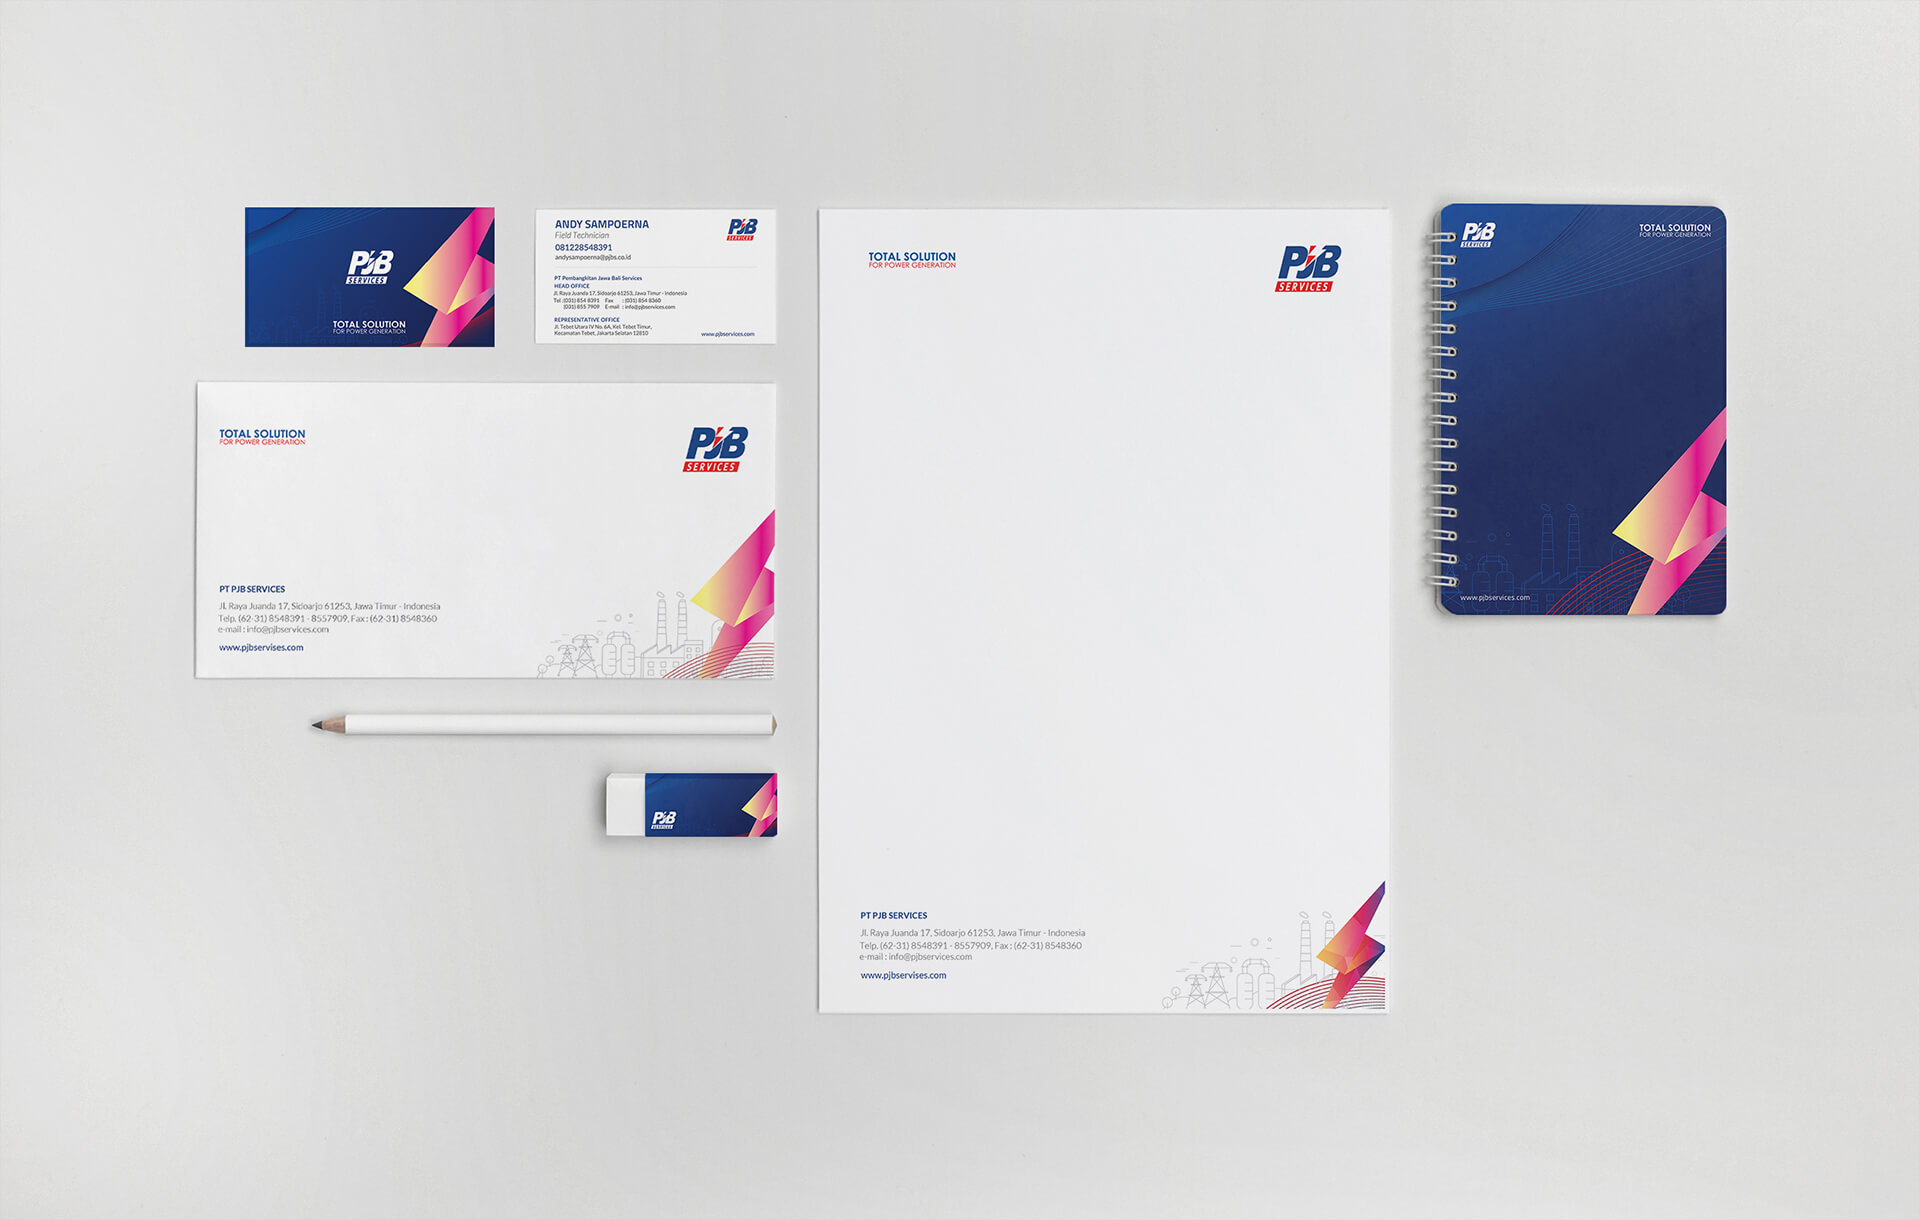 PJB
SERVICES
TOTAL SOLUTION
FOR POWER GENERATION
ANDY SAMPOERNA
Field Technician
081228548391
andysampoerna@pjbs.co.id
PJB
SERVICES
PT Pembangkitan Jawa Bali Services
HEAD OFFICE
Jl. Raya Juanda 17, Sidoarjo 61253, Jawa Timur - Indonesia
Tel :(031) 854 8391 Fax : (031) 854 8360
(031) 855 7909 E-mail : info@pjbservices.com
REPRESENTATIVE OFFICE
Jl. Tebet Utara IV No. 6A, Kel. Tebet Timur,
Kecamatan Tebet, Jakarta Selatan 12810
www.pjbservices.com
TOTAL SOLUTION
FOR POWER GENERATION
PJB
SERVICES
PT PJB SERVICES
Jl. Raya Juanda 17, Sidoarjo 61253, Jawa Timur - Indonesia
Telp. (62-31) 8548391 - 8557909, Fax : (62-31) 8548360
e-mail : info@pjbservices.com
www.pjbservises.com
PJB
SERVICES
TOTAL SOLUTION
FOR POWER GENERATION
PJB
SERVICES
PT PJB SERVICES
Jl. Raya Juanda 17, Sidoarjo 61253, Jawa Timur - Indonesia
Telp. (62-31) 8548391 - 8557909, Fax : (62-31) 8548360
e-mail : info@pjbservices.com
www.pjbservises.com
PJB
SERVICES
TOTAL SOLUTION
FOR POWER GENERATION
www.pjbservices.com